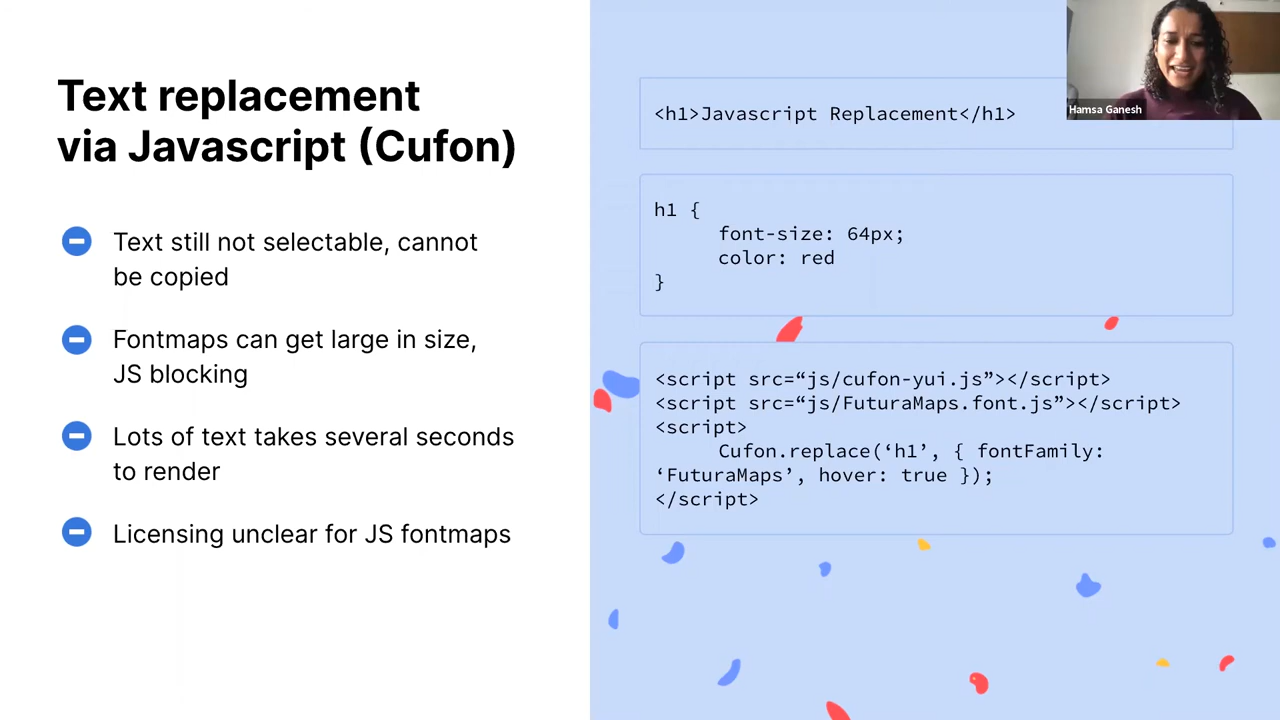 Text replacement
via Javascript (Cufon)
Text still not selectable, cannot
be copied
Fontmaps can get large in size,
JS blocking
Lots of text takes several seconds
to render
Licensing unclear for JS fontmaps
<h1>Javascript Replacement</h1>
h1 {
font-size: 64px;
color: red
}
<script src=“js/cufon-yui.js”></script>
<script src=“js/FuturaMaps.font.js”></script>
<script>
Cufon.replace(‘h1’, { fontFamily:
‘FuturaMaps’, hover: true });
</script>
Hamsa Ganesh